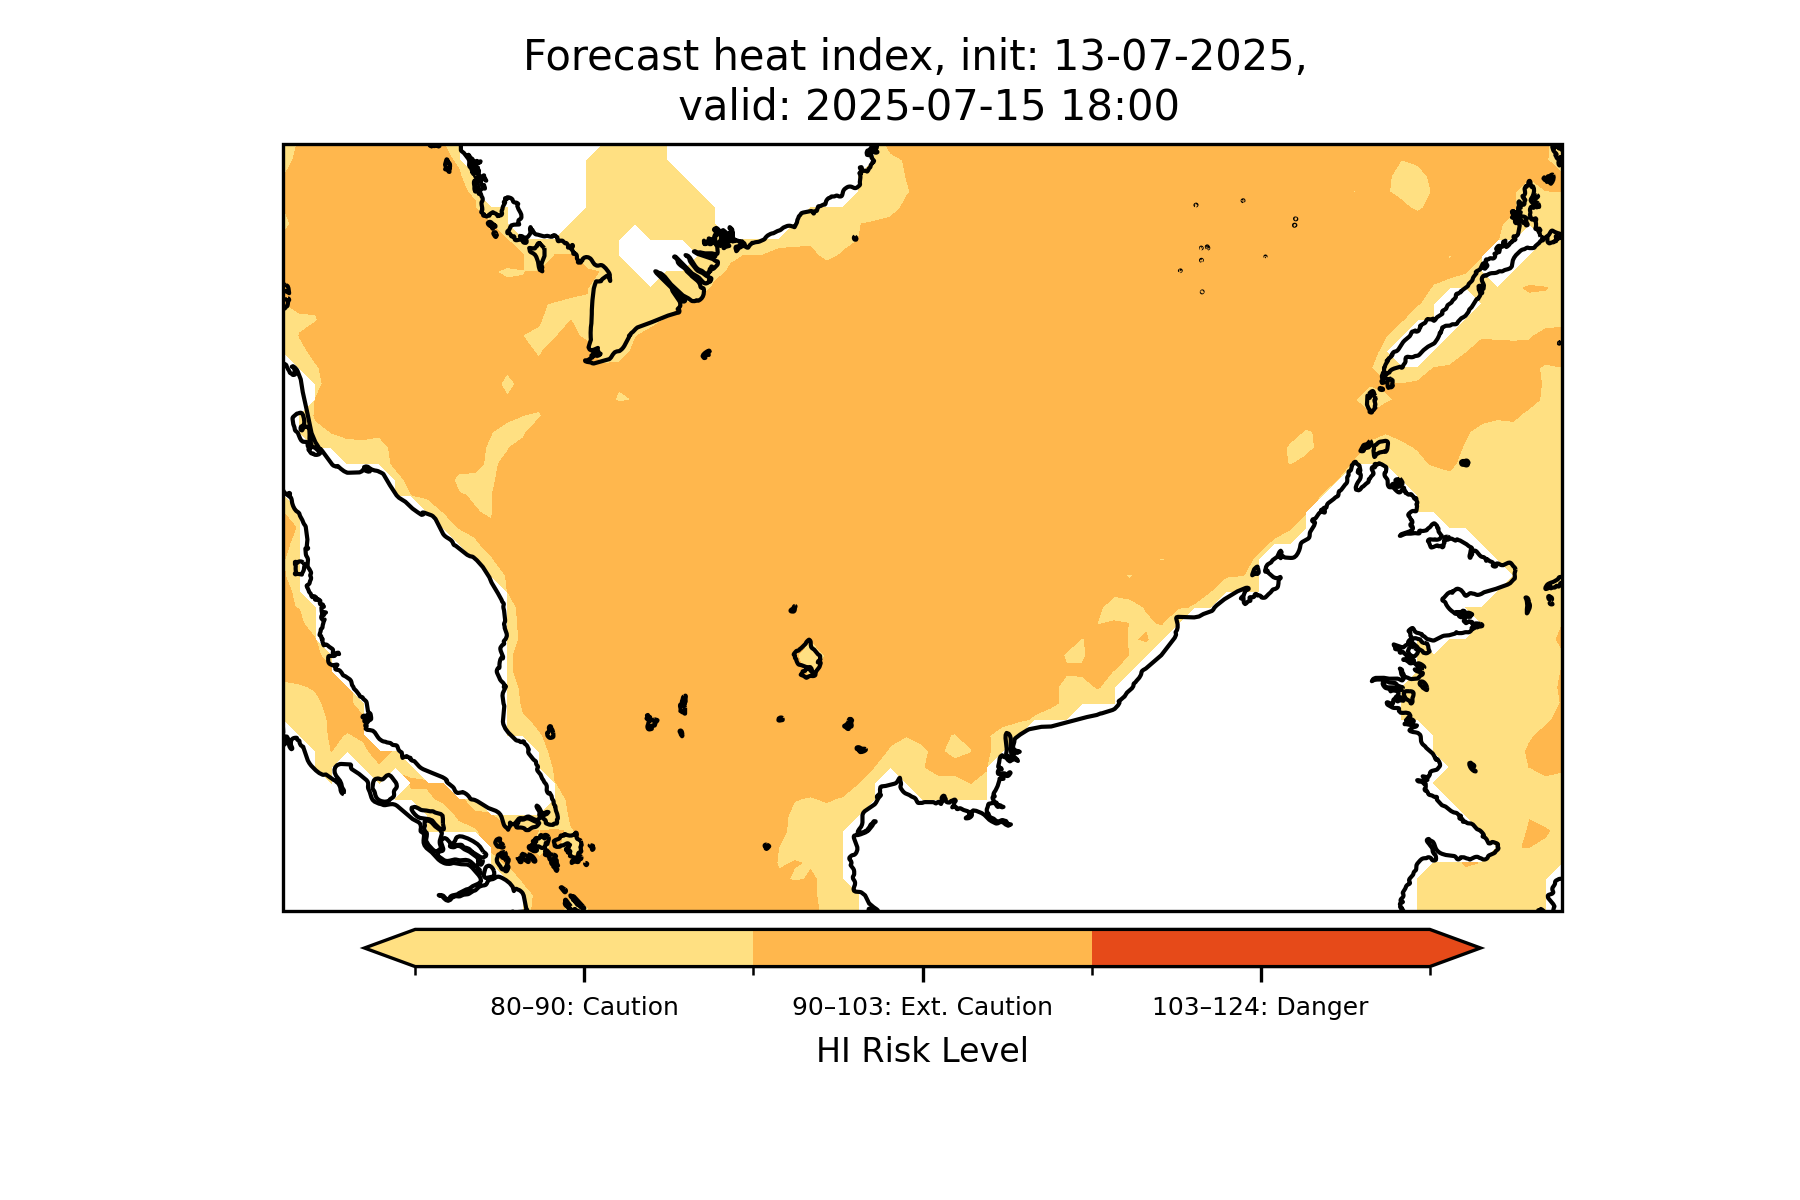 Forecast heat index, init: 13-07-2025,
valid: 2025-07-15 18:00
80–90: Caution
90–103: Ext. Caution
103–124: Danger
HI Risk Level